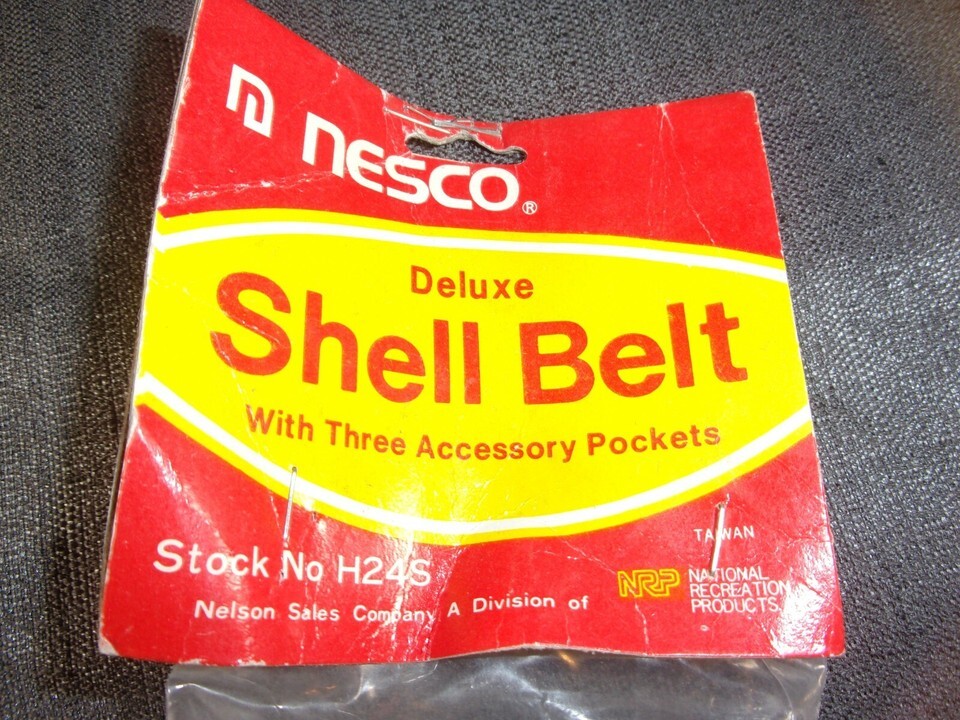 NESCO®
Deluxe
Shell Belt
With Three Accessory Pockets
TAIWAN
Stock No H24S
NRP NATIONAL
RECREATION
PRODUCTS,
Nelson Sales Company A Division of